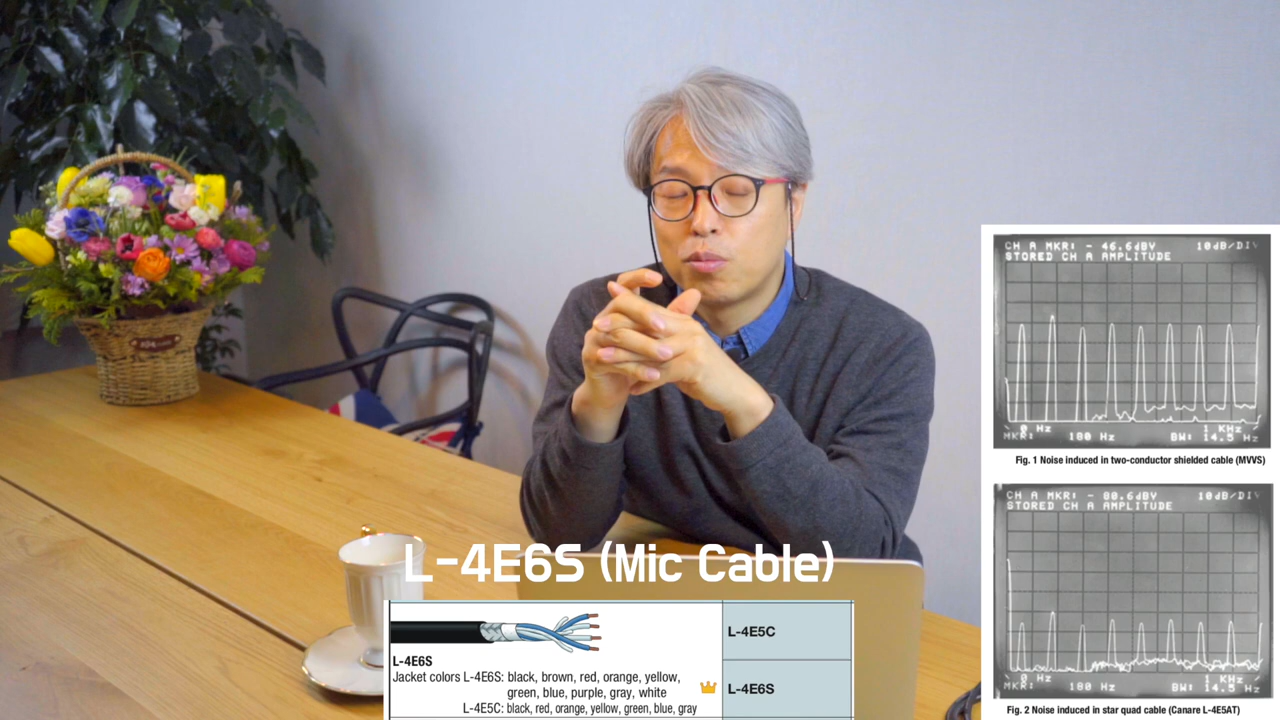 CH A MKR: - 46.6dBV 10dB/DIV
STORED CH A AMPLITUDE
0 Hz 1 KHz
MKR: 180 Hz BW: 14.5 Hz
Fig. 1 Noise induced in two-conductor shielded cable (MVVS)
CH A MKR: - 80.6dBV 10dB/DIV
STORED CH A AMPLITUDE
0 Hz 1 KHz
MKR: 180 Hz BW: 14.5 Hz
Fig. 2 Noise induced in star quad cable (Canare L-4E5AT)
L-4E6S (Mic Cable)
L-4E6S
Jacket colors L-4E6S: black, brown, red, orange, yellow,
green, blue, purple, gray, white
L-4E5C: black, red, orange, yellow, green, blue, gray
L-4E5C
L-4E6S